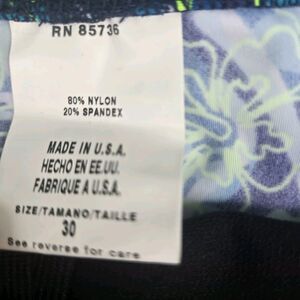 RN 85736
80% NYLON
20% SPANDEX
MADE IN U.S.A.
HECHO EN EE.UU.
FABRIQUE A U.S.A.
SIZE/TAMANO/TAILLE
30
See reverse for care